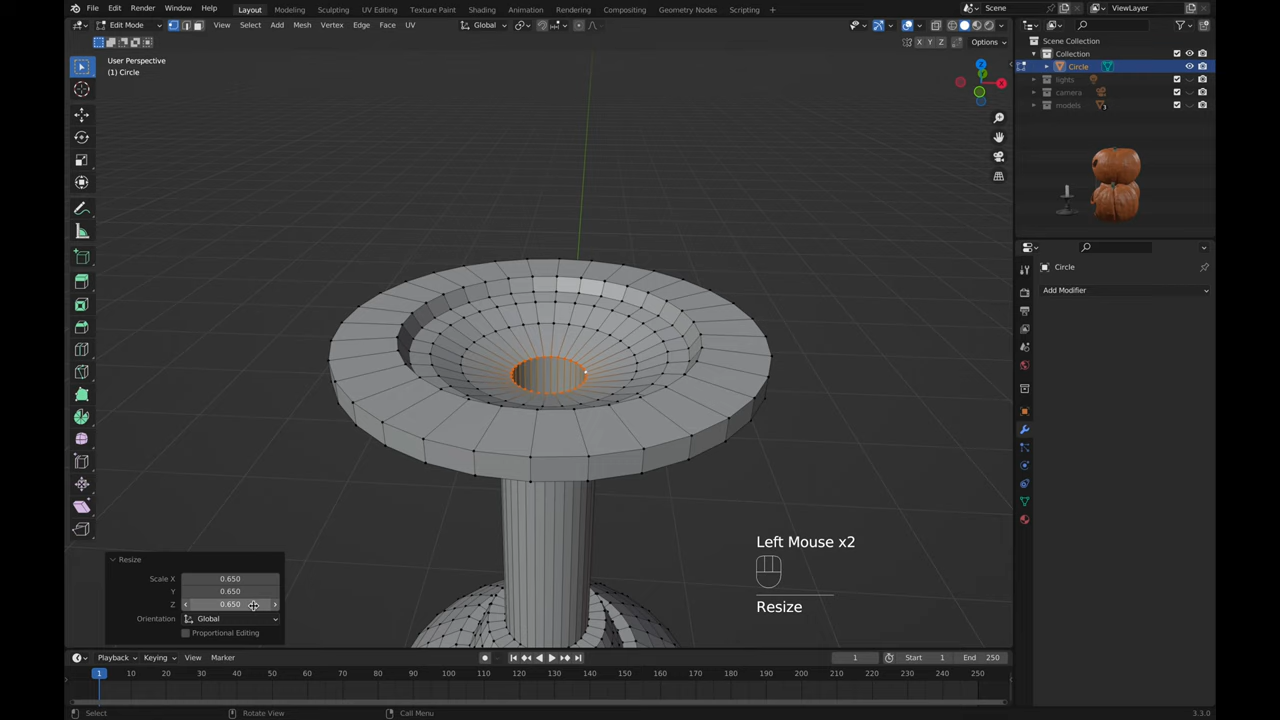 File Edit Render Window Help Layout Modeling Sculpting UV Editing Texture Paint Shading Animation Rendering Compositing Geometry Nodes Scripting + Scene ViewLayer
Edit Mode View Select Add Mesh Vertex Edge Face UV Global
X Y Z Options
User Perspective
(1) Circle
Scene Collection
Collection
Circle
lights
camera
models
3
Circle
Add Modifier
X
Left Mouse x2
Resize
Resize
Scale X 0.650
Y 0.650
Z 0.650
Orientation Global
Proportional Editing
Playback Keying View Marker 1 Start 1 End 250
1 10 20 30 40 50 60 70 80 90 100 110 120 130 140 150 160 170 180 190 200 210 220 230 240 250
Select Rotate View Call Menu 3.3.0